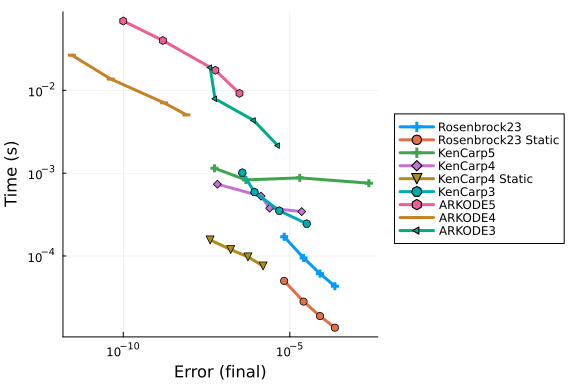 Time (s)
10⁻²
10⁻³
10⁻⁴
10⁻¹⁰
10⁻⁵
Error (final)
Rosenbrock23
Rosenbrock23 Static
KenCarp5
KenCarp4
KenCarp4 Static
KenCarp3
ARKODE5
ARKODE4
ARKODE3